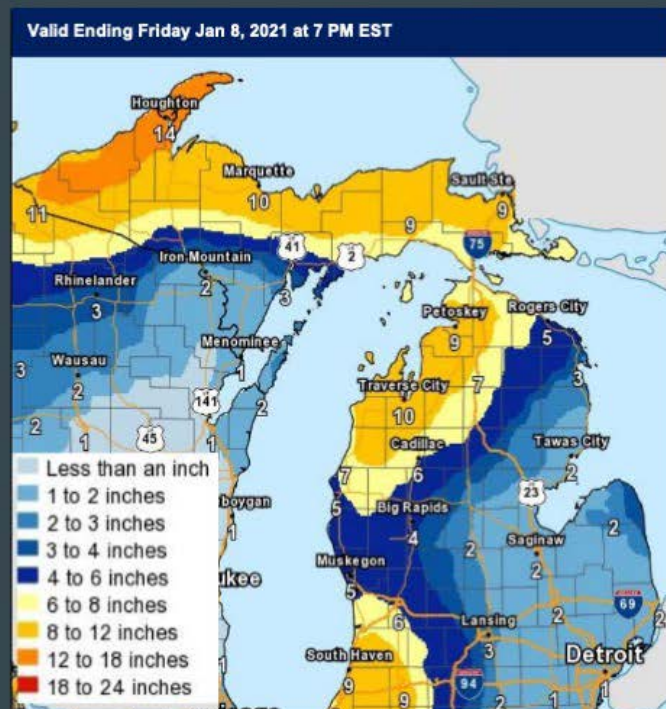 Valid Ending Friday Jan 8, 2021 at 7 PM EST
Houghton
14
Marquette
10
Sault Ste
9
11
9
41
2
75
Iron Mountain
2
Rhinelander
3
3
Petoskey
9
Rogers City
5
Menominee
1
7
3
Wausau
2
3
2
141
Traverse City
10
2
1
45
1
Cadillac
6
Tawas City
2
7
23
Less than an inch
1 to 2 inches
2 to 3 inches
3 to 4 inches
4 to 6 inches
6 to 8 inches
8 to 12 inches
12 to 18 inches
18 to 24 inches
boygan
1
ukee
1
5
Big Rapids
4
2
Saginaw
2
2
Muskegon
5
6
2
69
2
Lansing
3
South Haven
9
9
94
2
Detroit
1
1